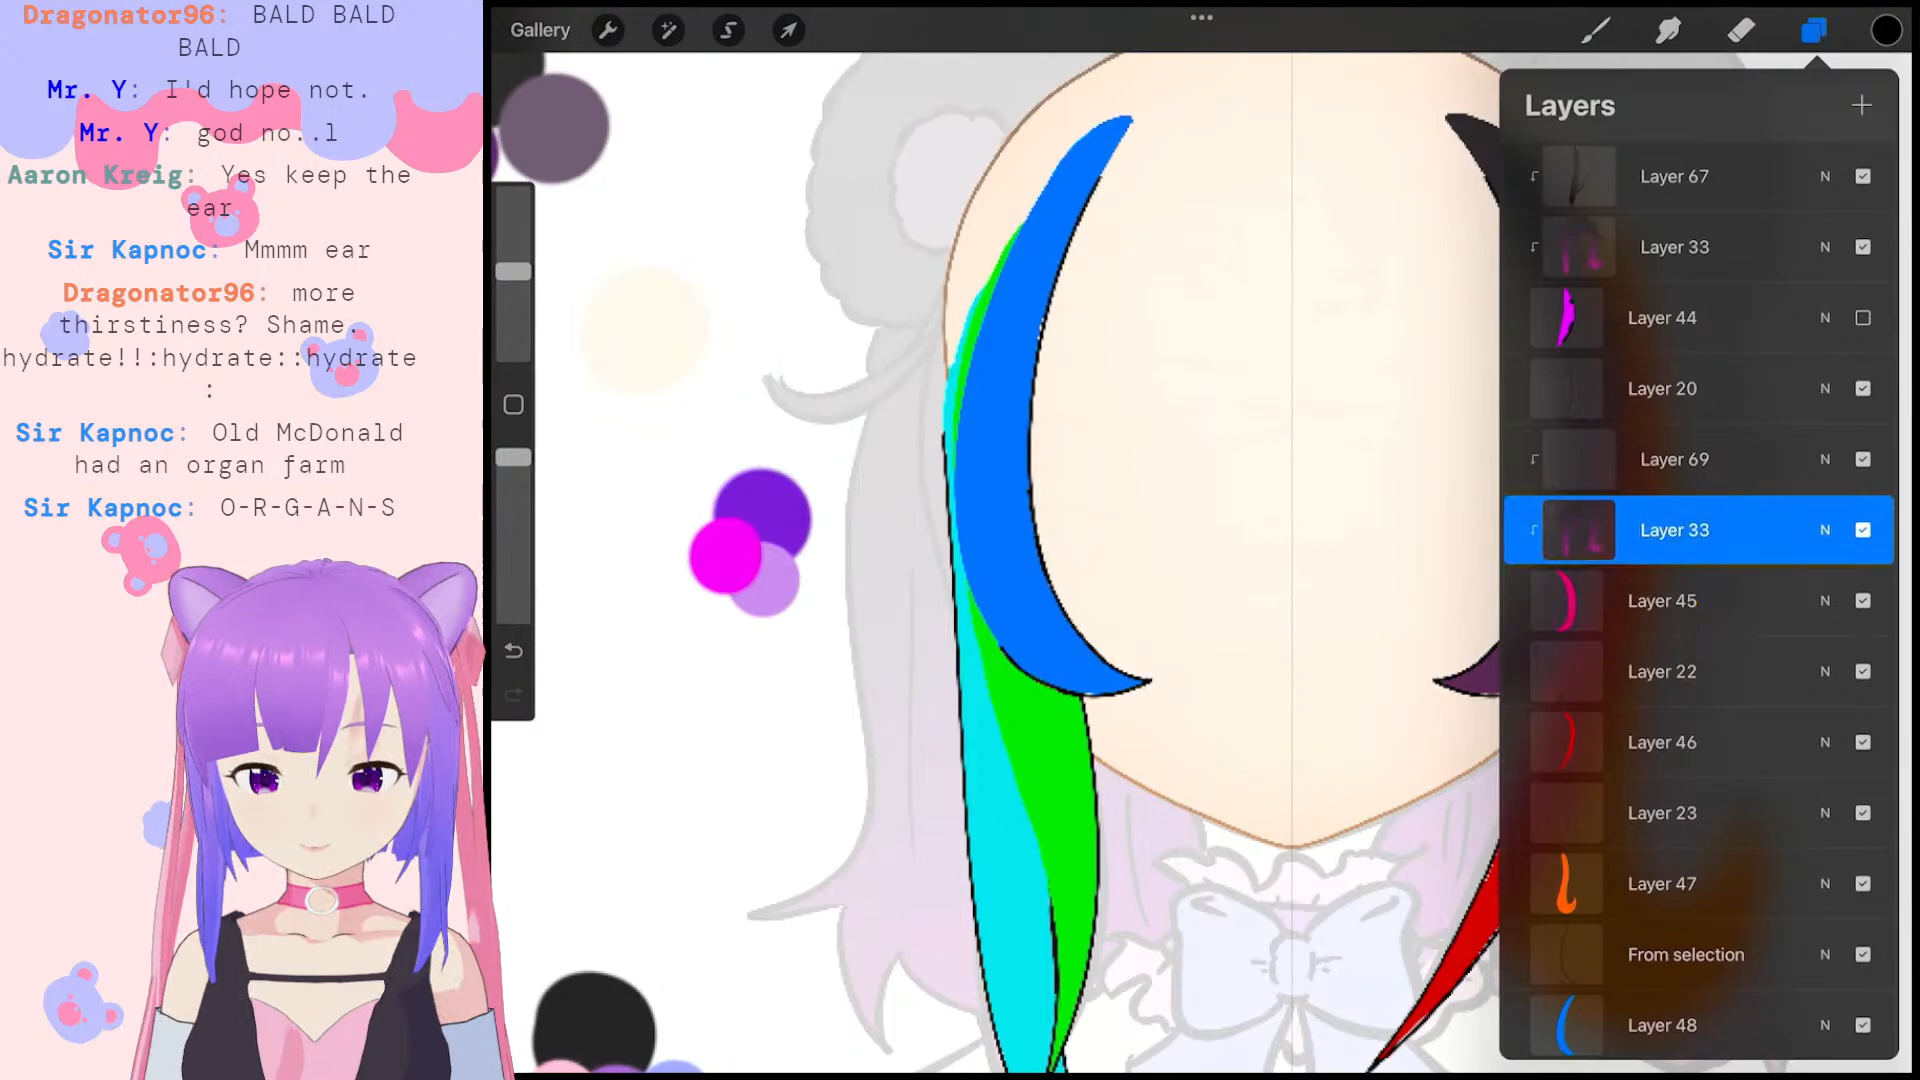 Dragonator96: BALD BALD
BALD
Mr. Y: I'd hope not.
Mr. Y: god no..l
Aaron Kreig: Yes keep the
ear
Sir Kapnoc: Mmmm ear
Dragonator96: more
thirstiness? Shame.
hydrate!!:hydrate::hydrate
:
Sir Kapnoc: Old McDonald
had an organ farm
Sir Kapnoc: O-R-G-A-N-S
Gallery
Layers
Layer 67 N
Layer 33 N
Layer 44 N
Layer 20 N
Layer 69 N
Layer 33 N
Layer 45 N
Layer 22 N
Layer 46 N
Layer 23 N
Layer 47 N
From selection N
Layer 48 N